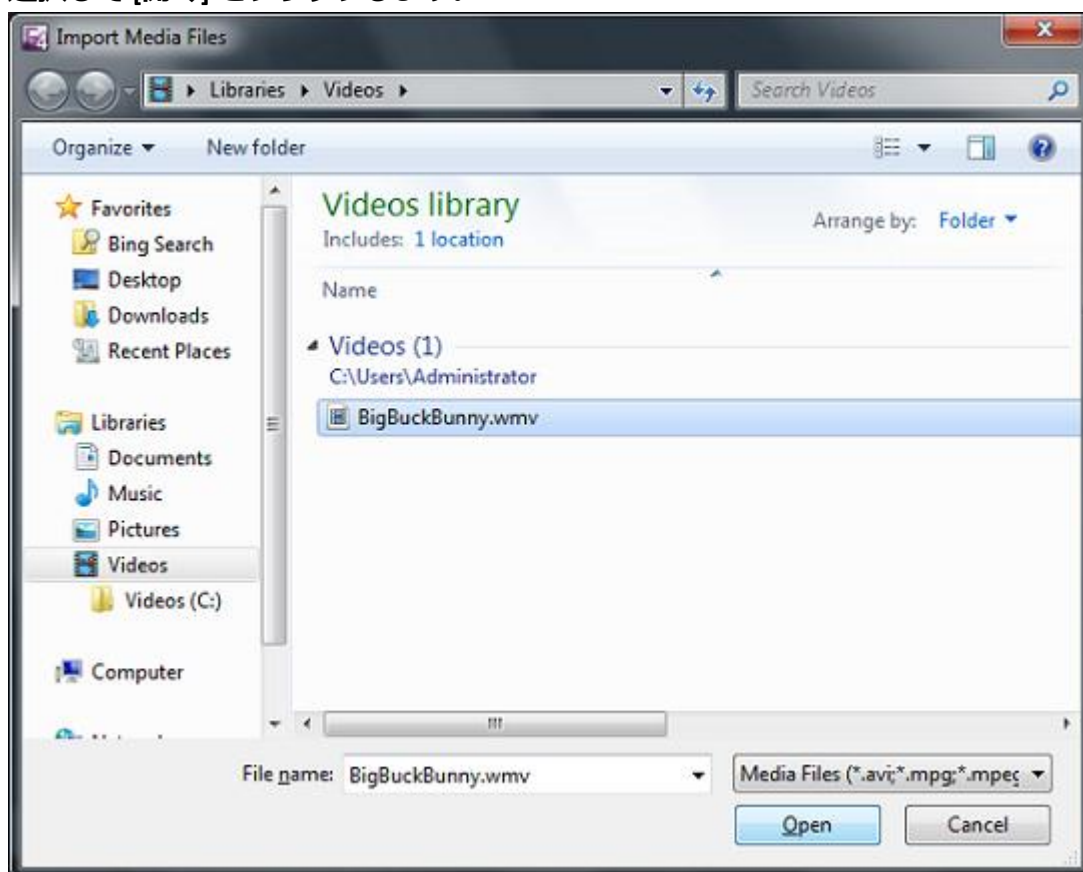 Import Media Files
Libraries ▸ Videos ▸
Search Videos
Organize ▾ New folder
Favorites
Bing Search
Desktop
Downloads
Recent Places
Libraries
Documents
Music
Pictures
Videos
Videos (C:)
Computer
Videos library
Includes: 1 location
Arrange by: Folder ▾
Name
Videos (1)
C:\Users\Administrator
BigBuckBunny.wmv
File name: BigBuckBunny.wmv
Media Files (*.avi;*.mpg;*.mpeg
Open
Cancel